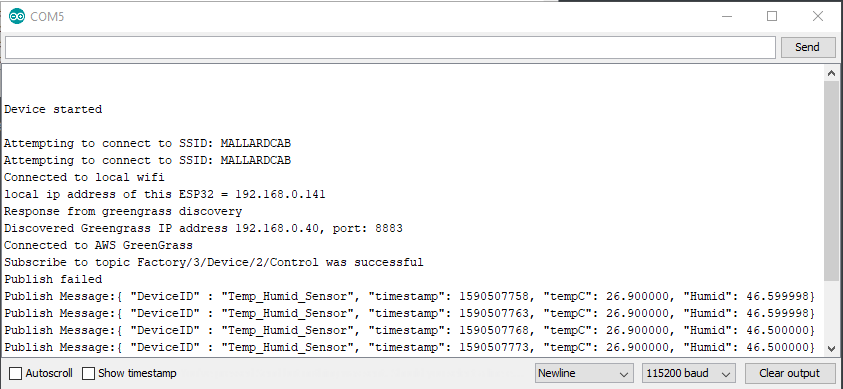 COM5
Send
Device started
Attempting to connect to SSID: MALLARDCAB
Attempting to connect to SSID: MALLARDCAB
Connected to local wifi
local ip address of this ESP32 = 192.168.0.141
Response from greengrass discovery
Discovered Greengrass IP address 192.168.0.40, port: 8883
Connected to AWS GreenGrass
Subscribe to topic Factory/3/Device/2/Control was successful
Publish failed
Publish Message:{ "DeviceID" : "Temp_Humid_Sensor", "timestamp": 1590507758, "tempC": 26.900000, "Humid": 46.599998}
Publish Message:{ "DeviceID" : "Temp_Humid_Sensor", "timestamp": 1590507763, "tempC": 26.900000, "Humid": 46.599998}
Publish Message:{ "DeviceID" : "Temp_Humid_Sensor", "timestamp": 1590507768, "tempC": 26.900000, "Humid": 46.500000}
Publish Message:{ "DeviceID" : "Temp_Humid_Sensor", "timestamp": 1590507773, "tempC": 26.900000, "Humid": 46.500000}
Autoscroll Show timestamp Newline 115200 baud Clear output